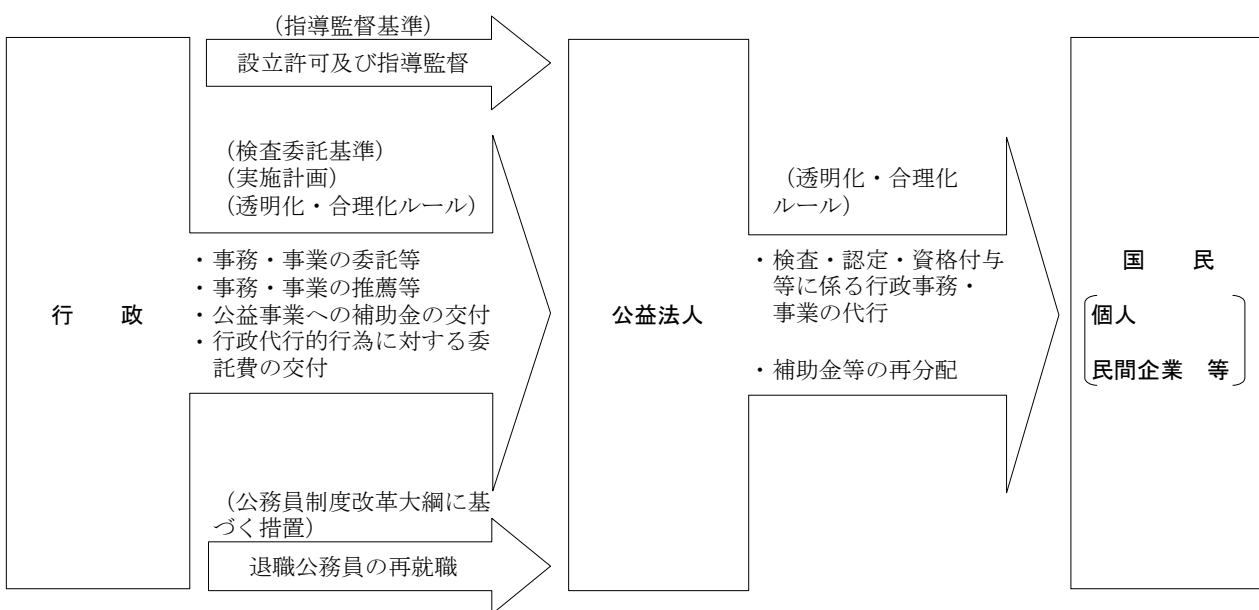 （指導監督基準）
設立許可及び指導監督
（検査委託基準）
（実施計画）
（透明化・合理化ルール）
・事務・事業の委託等
・事務・事業の推薦等
・公益事業への補助金の交付
・行政代行的行為に対する委
託費の交付
行　政
（公務員制度改革大綱に基
づく措置）
退職公務員の再就職
公益法人
（透明化・合理化
ルール）
・検査・認定・資格付与
等に係る行政事務・
事業の代行
・補助金等の再分配
国　民
個人
民間企業　等